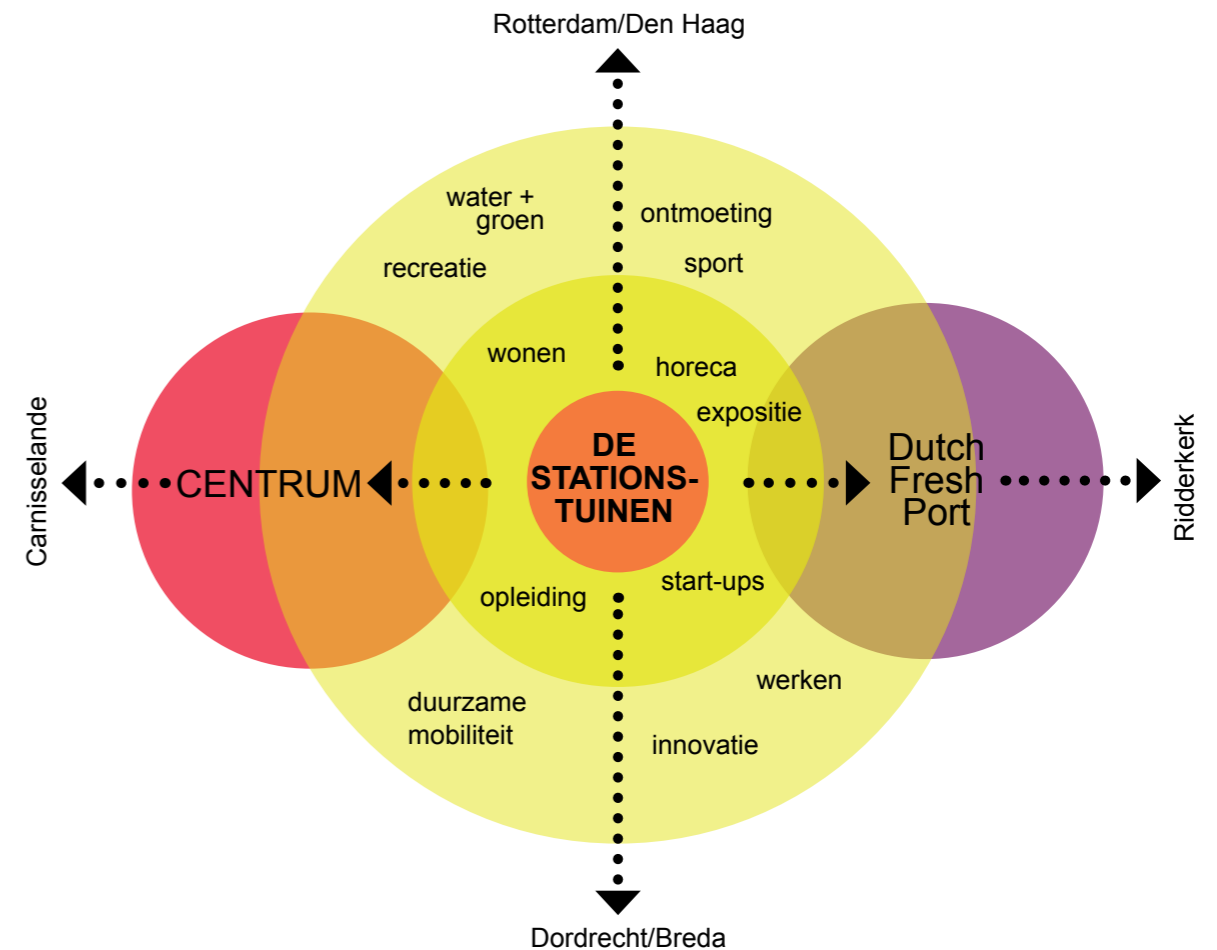 Rotterdam/Den Haag
water +
groen
ontmoeting
recreatie
sport
wonen
horeca
expositie
Carnisselande
CENTRUM
DE
STATIONS-
TUINEN
Dutch
Fresh
Port
Ridderkerk
opleiding
start-ups
duurzame
mobiliteit
werken
innovatie
Dordrecht/Breda